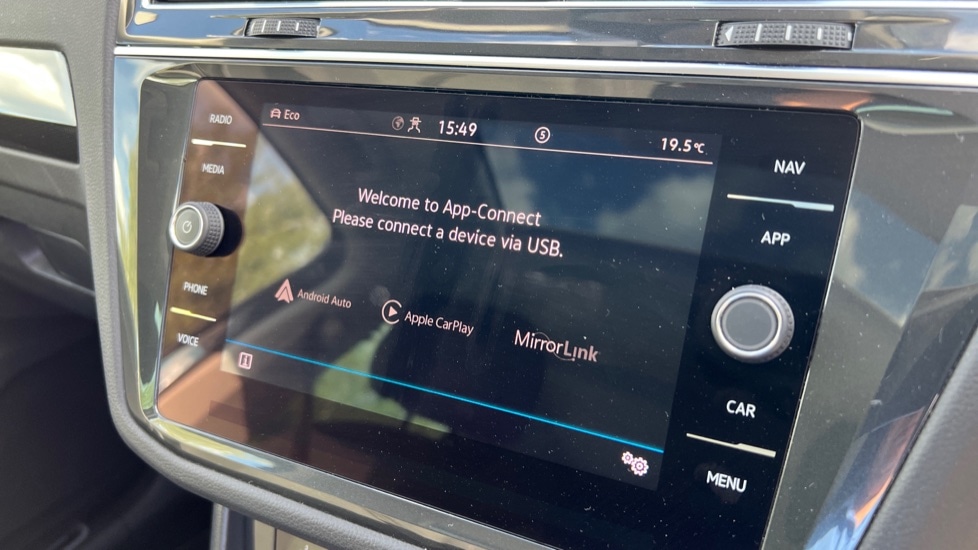 RADIO
MEDIA
PHONE
VOICE
Eco
15:49
5
19.5°C
Welcome to App-Connect
Please connect a device via USB.
Android Auto
Apple CarPlay
MirrorLink
NAV
APP
CAR
MENU